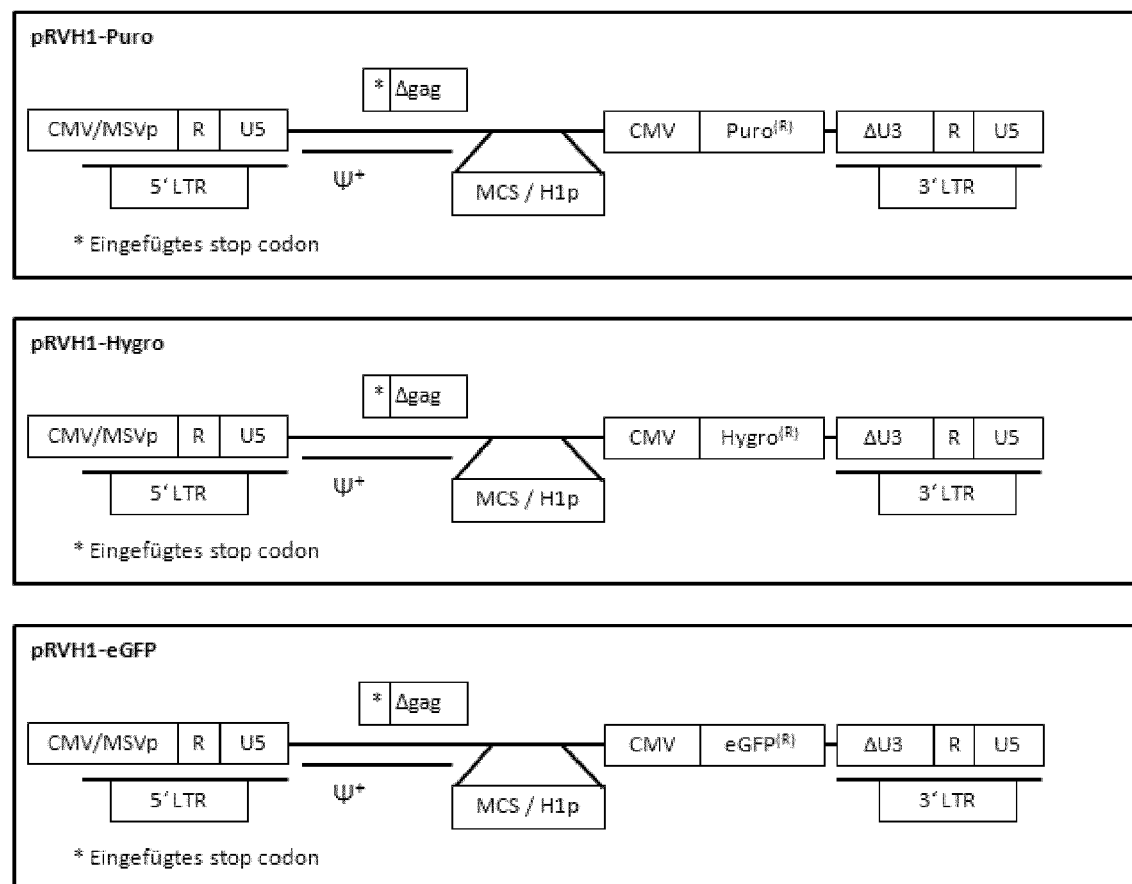 pRVH1-Puro
* Δgag
CMV/MSVp R U5 CMV Puro(R) ΔU3 R U5
5‘ LTR Ψ+ MCS / H1p 3‘ LTR
* Eingefügtes stop codon
pRVH1-Hygro
* Δgag
CMV/MSVp R U5 CMV Hygro(R) ΔU3 R U5
5‘ LTR Ψ+ MCS / H1p 3‘ LTR
* Eingefügtes stop codon
pRVH1-eGFP
* Δgag
CMV/MSVp R U5 CMV eGFP(R) ΔU3 R U5
5‘ LTR Ψ+ MCS / H1p 3‘ LTR
* Eingefügtes stop codon